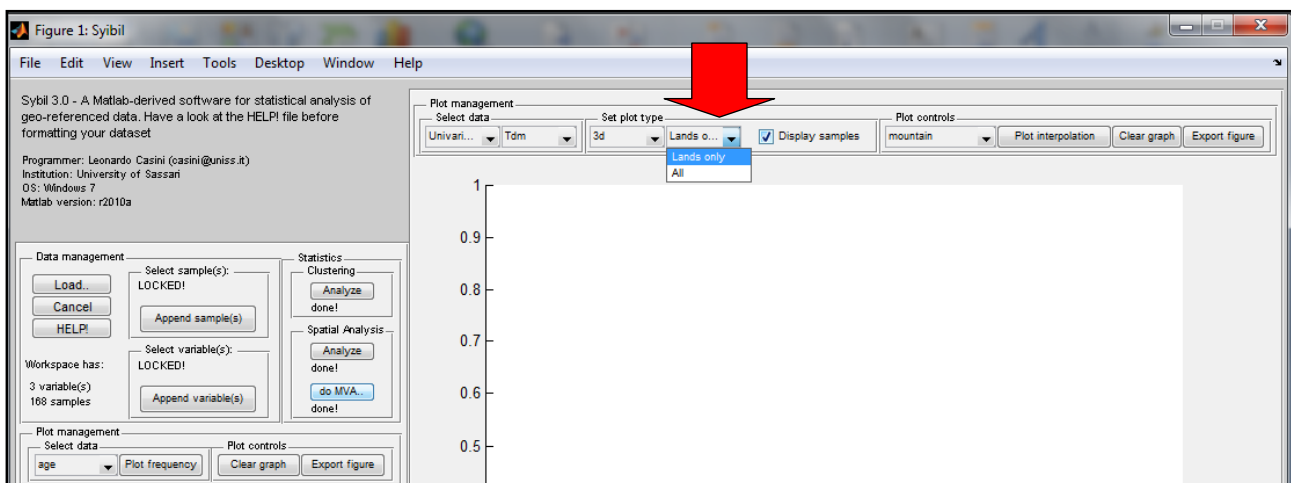 Figure 1: Syibil
File Edit View Insert Tools Desktop Window Help
Sybil 3.0 - A Matlab-derived software for statistical analysis of
geo-referenced data. Have a look at the HELP! file before
formatting your dataset
Programmer: Leonardo Casini (casini@uniss.it)
Institution: University of Sassari
OS: Windows 7
Matlab version: r2010a
Plot management
Select data
Set plot type
Plot controls
Univari... Tdm 3d Lands o... Display samples mountain Plot interpolation Clear graph Export figure
Lands only
All
1
0.9
0.8
0.7
0.6
0.5
Data management
Load..
Cancel
HELP!
Workspace has:
3 variable(s)
168 samples
Select sample(s):
LOCKED!
Append sample(s)
Select variable(s):
LOCKED!
Append variable(s)
Statistics
Clustering
Analyze
done!
Spatial Analysis
Analyze
done!
do MVA..
done!
Plot management
Select data
Plot controls
age Plot frequency Clear graph Export figure